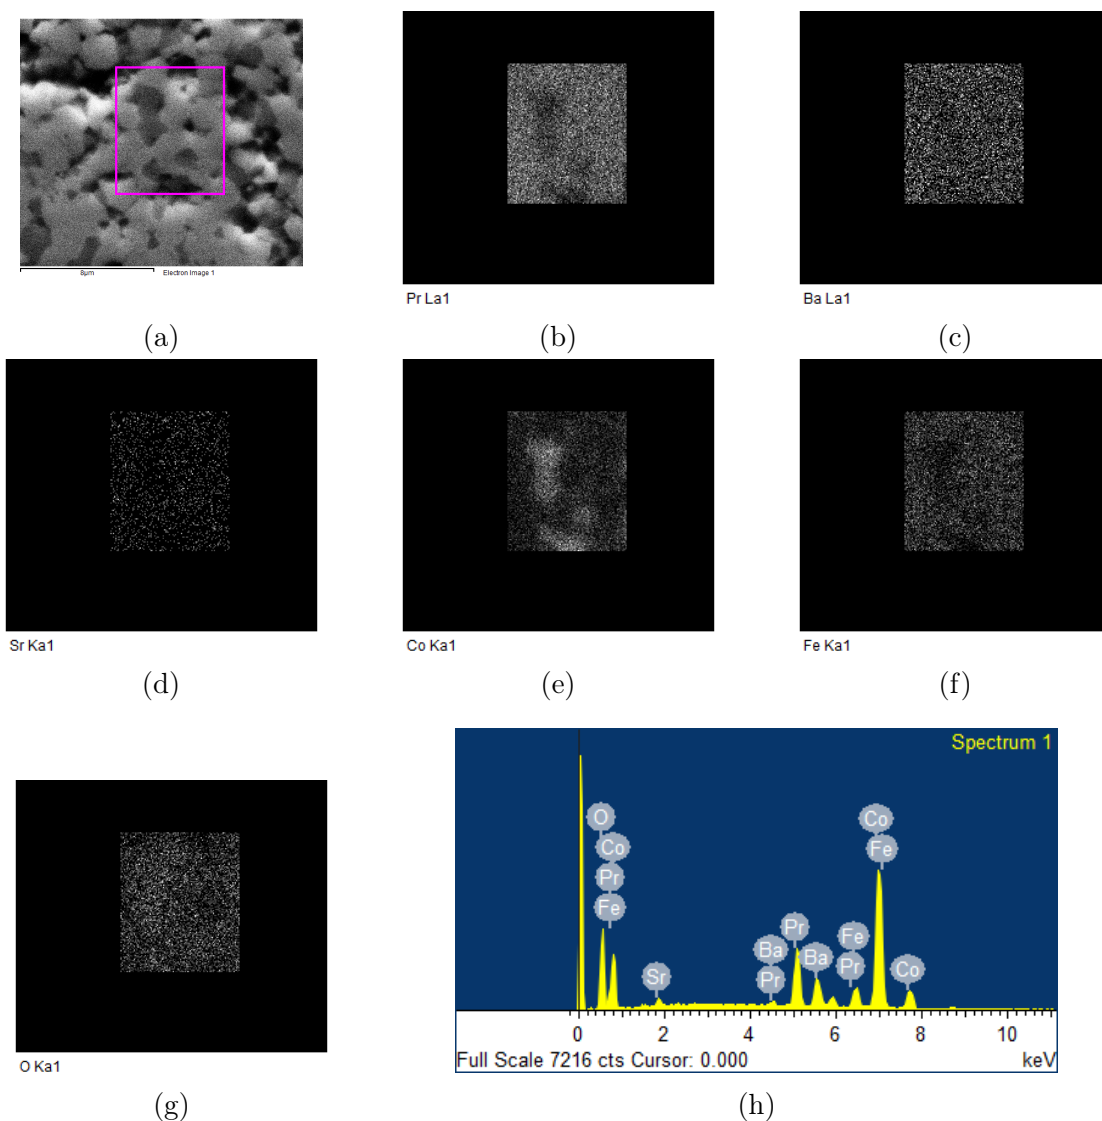 8µm
Electron Image 1
Pr La1
Ba La1
(a)
(b)
(c)
Sr Ka1
Co Ka1
Fe Ka1
(d)
(e)
(f)
O Ka1
(g)
Spectrum 1
O
Co
Pr
Fe
Sr
Ba
Pr
Pr
Ba
Fe
Pr
Co
Fe
Co
0 2 4 6 8 10
Full Scale 7216 cts Cursor: 0.000 keV
(h)